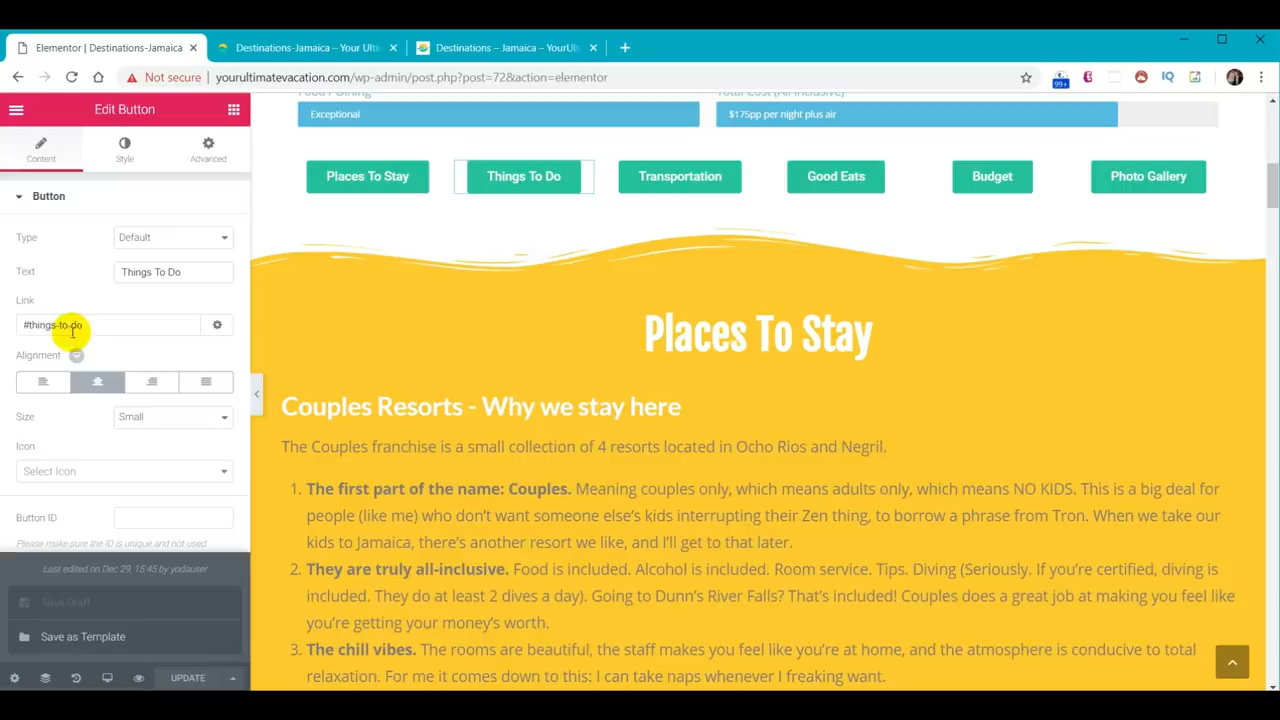 Elementor | Destinations-Jamaica
Destinations-Jamaica – Your Ulti
Destinations – Jamaica – YourUlt
Not secure
yourultimatevacation.com/wp-admin/post.php?post=72&action=elementor
99+
IQ
Edit Button
Content
Style
Advanced
Button
Type
Default
Text
Things To Do
Link
#things-to-do
Alignment
Size
Small
Icon
Select Icon
Button ID
Please make sure the ID is unique and not used
Last edited on Dec 29, 15:45 by yodauser
Save Draft
Save as Template
UPDATE
Food / Dining
Total Cost (All Inclusive)
Exceptional
$175pp per night plus air
Places To Stay
Things To Do
Transportation
Good Eats
Budget
Photo Gallery
Places To Stay
Couples Resorts - Why we stay here
The Couples franchise is a small collection of 4 resorts located in Ocho Rios and Negril.
1. The first part of the name: Couples. Meaning couples only, which means adults only, which means NO KIDS. This is a big deal for
people (like me) who don't want someone else's kids interrupting their Zen thing, to borrow a phrase from Tron. When we take our
kids to Jamaica, there's another resort we like, and I'll get to that later.
2. They are truly all-inclusive. Food is included. Alcohol is included. Room service. Tips. Diving (Seriously. If you're certified, diving is
included. They do at least 2 dives a day). Going to Dunn's River Falls? That's included! Couples does a great job at making you feel like
you're getting your money's worth.
3. The chill vibes. The rooms are beautiful, the staff makes you feel like you're at home, and the atmosphere is conducive to total
relaxation. For me it comes down to this: I can take naps whenever I freaking want.